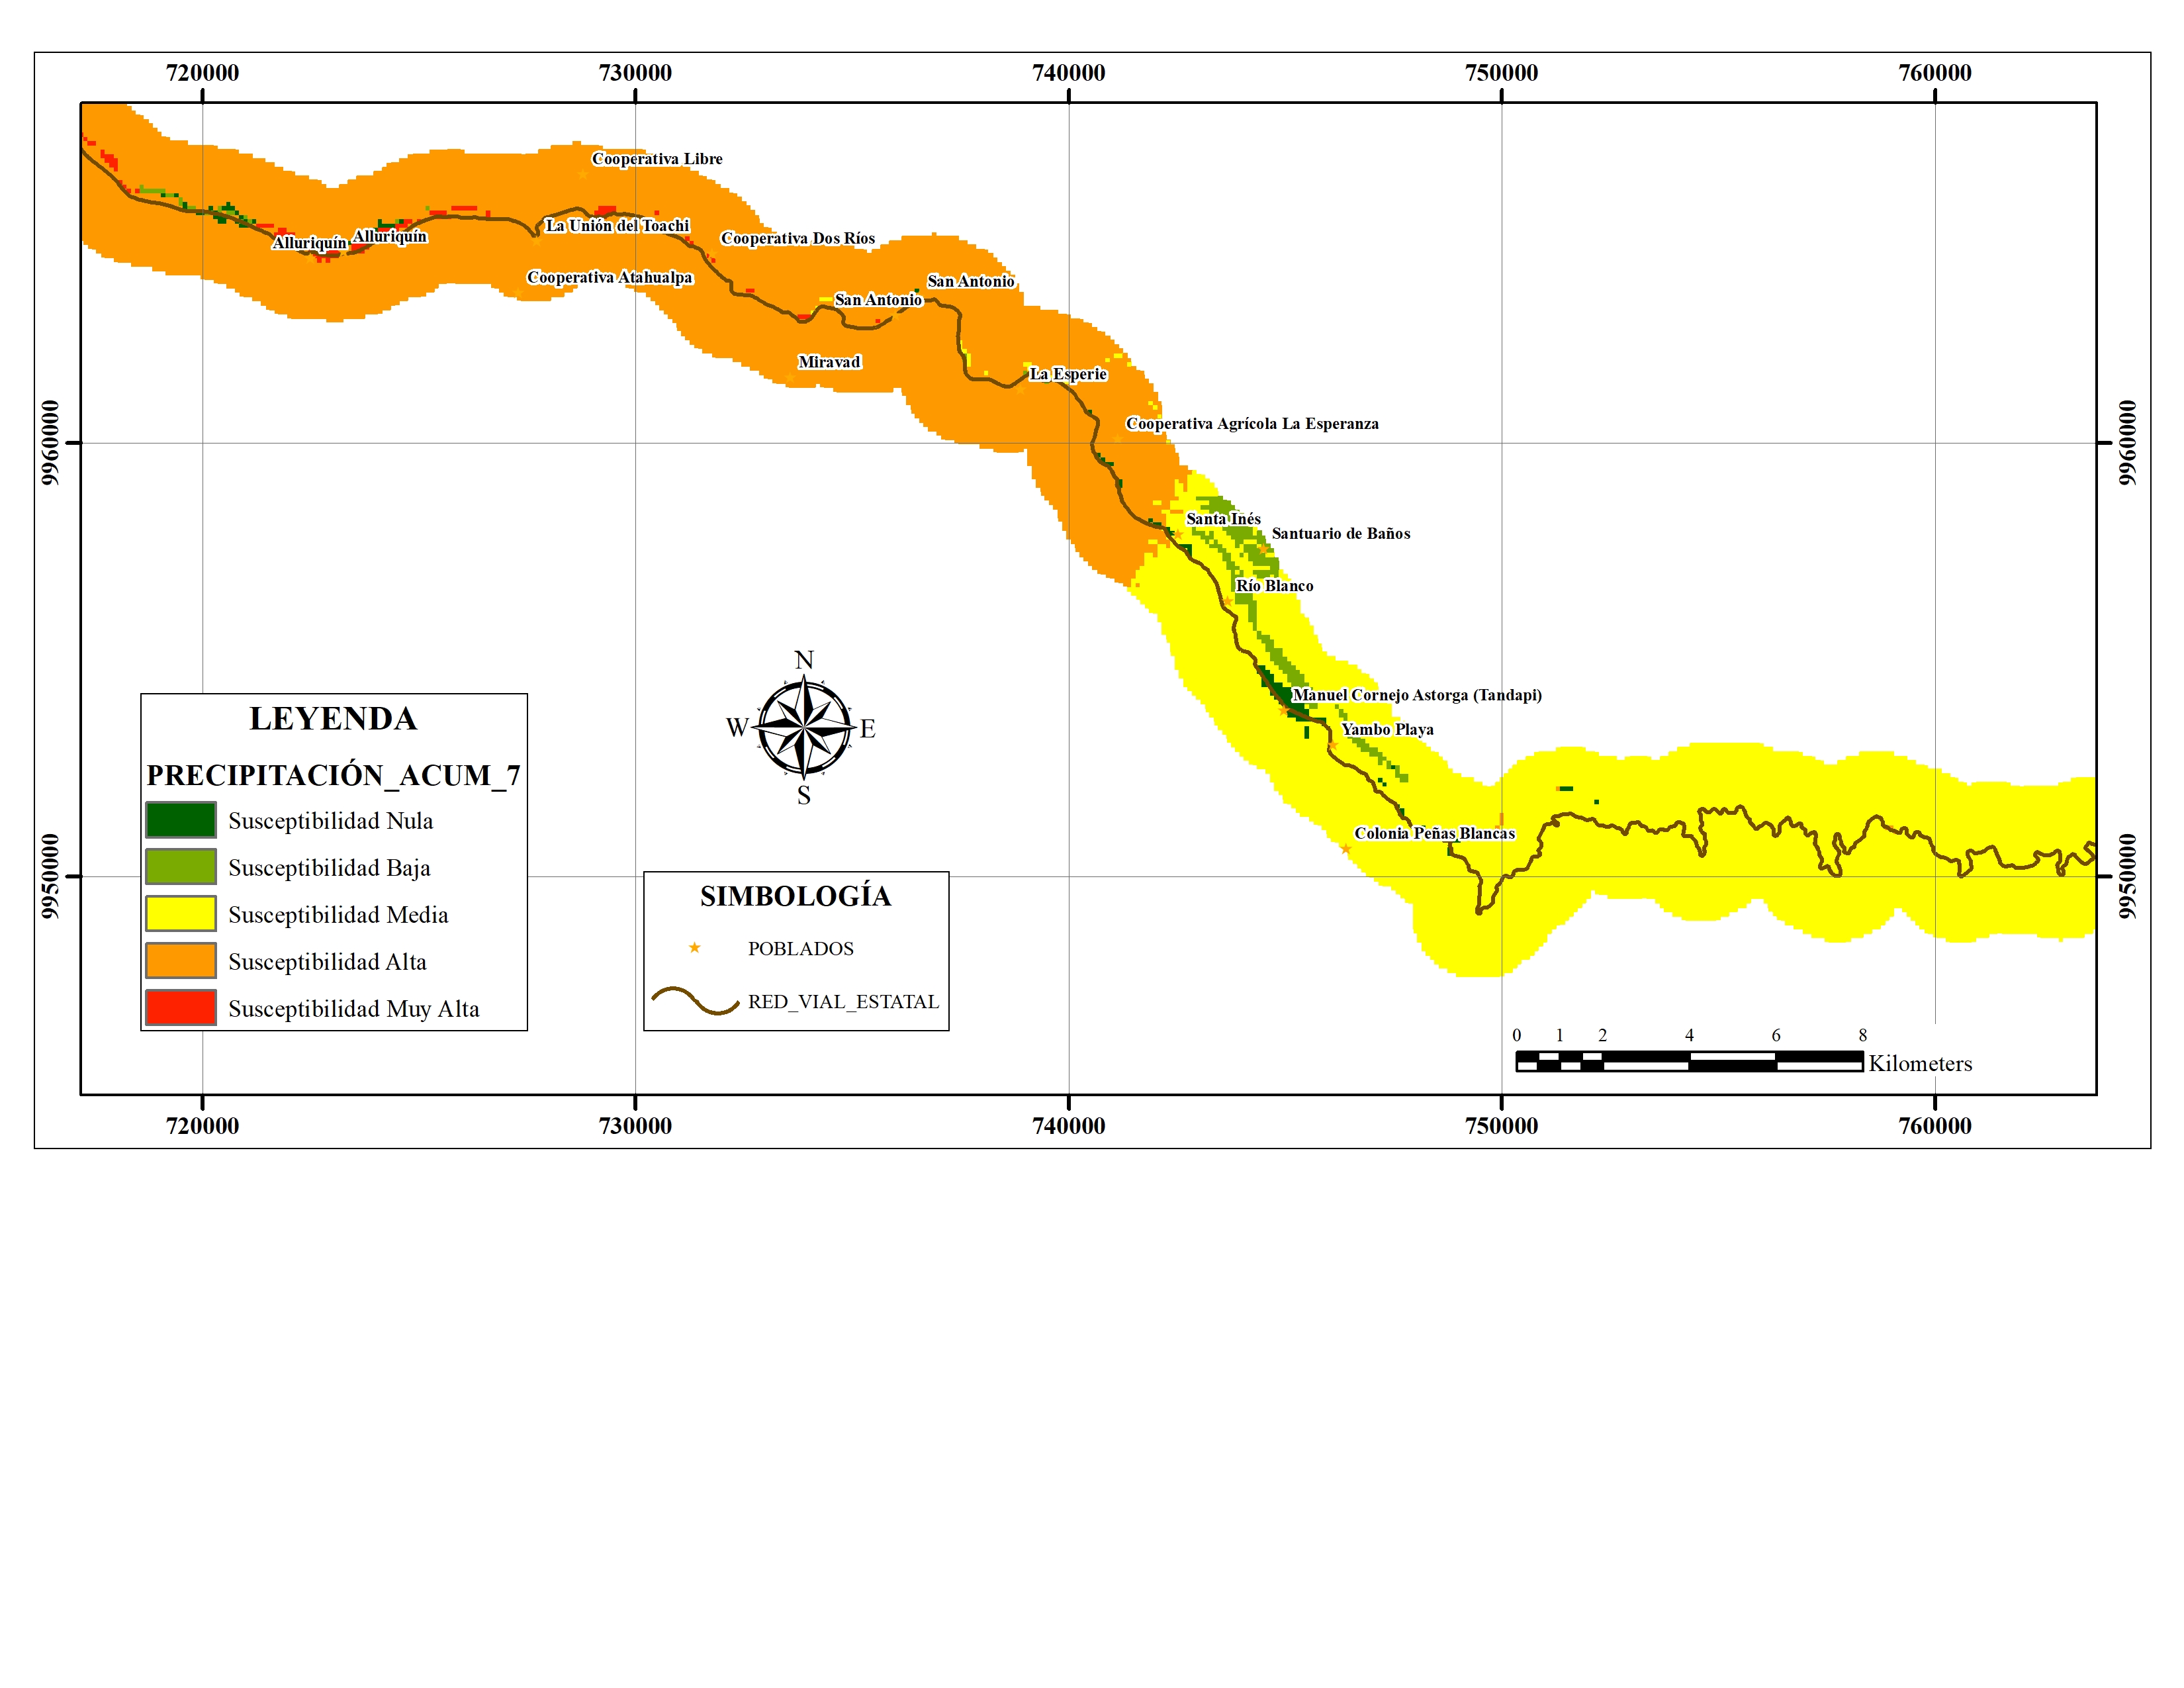 720000 730000 740000 750000 760000
Cooperativa Libre
La Unión del Toachi
Alluriquín Alluriquín
Cooperativa Dos Ríos
Cooperativa Atahualpa
San Antonio
San Antonio
Miravad
La Esperie
9960000 9960000
Cooperativa Agrícola La Esperanza
Santa Inés
Santuario de Baños
Río Blanco
Manuel Cornejo Astorga (Tandapi)
Yambo Playa
Colonia Peñas Blancas
9950000 9950000
N
W E
S
LEYENDA
PRECIPITACIÓN_ACUM_7
Susceptibilidad Nula
Susceptibilidad Baja
Susceptibilidad Media
Susceptibilidad Alta
Susceptibilidad Muy Alta
SIMBOLOGÍA
POBLADOS
RED_VIAL_ESTATAL
0 1 2 4 6 8
Kilometers
720000 730000 740000 750000 760000